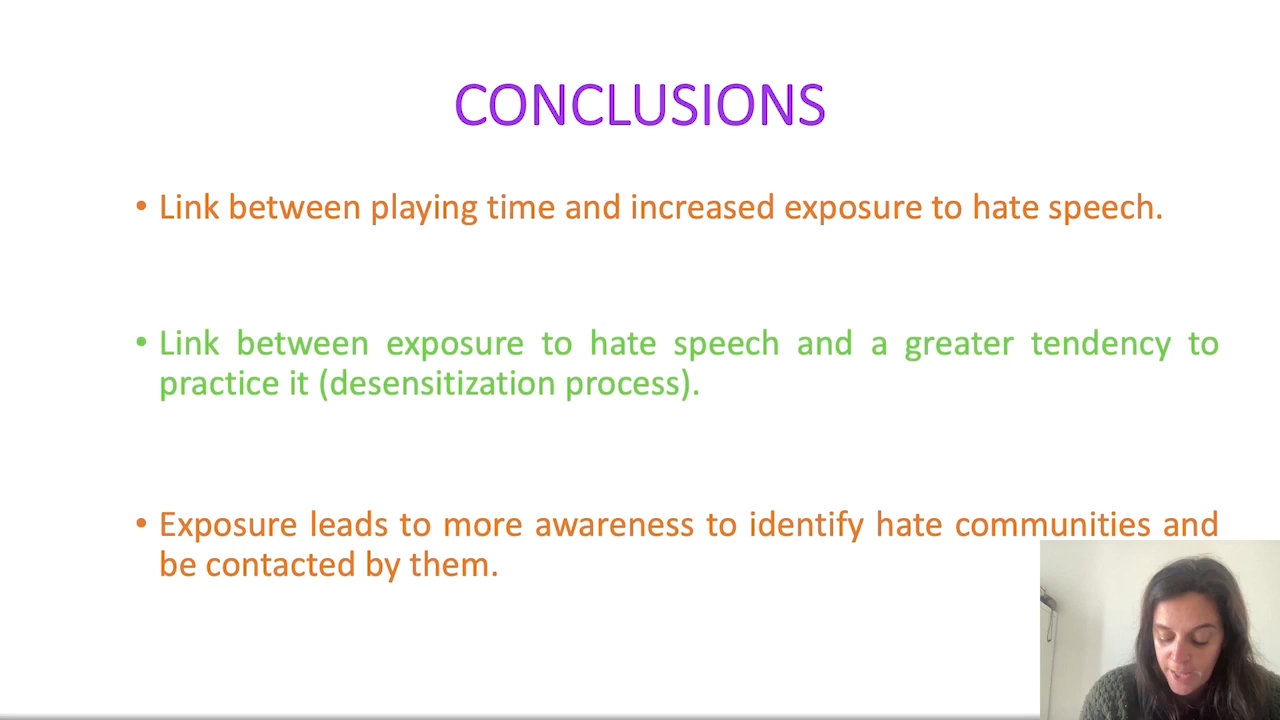 CONCLUSIONS
• Link between playing time and increased exposure to hate speech.
• Link between exposure to hate speech and a greater tendency to
practice it (desensitization process).
• Exposure leads to more awareness to identify hate communities and
be contacted by them.